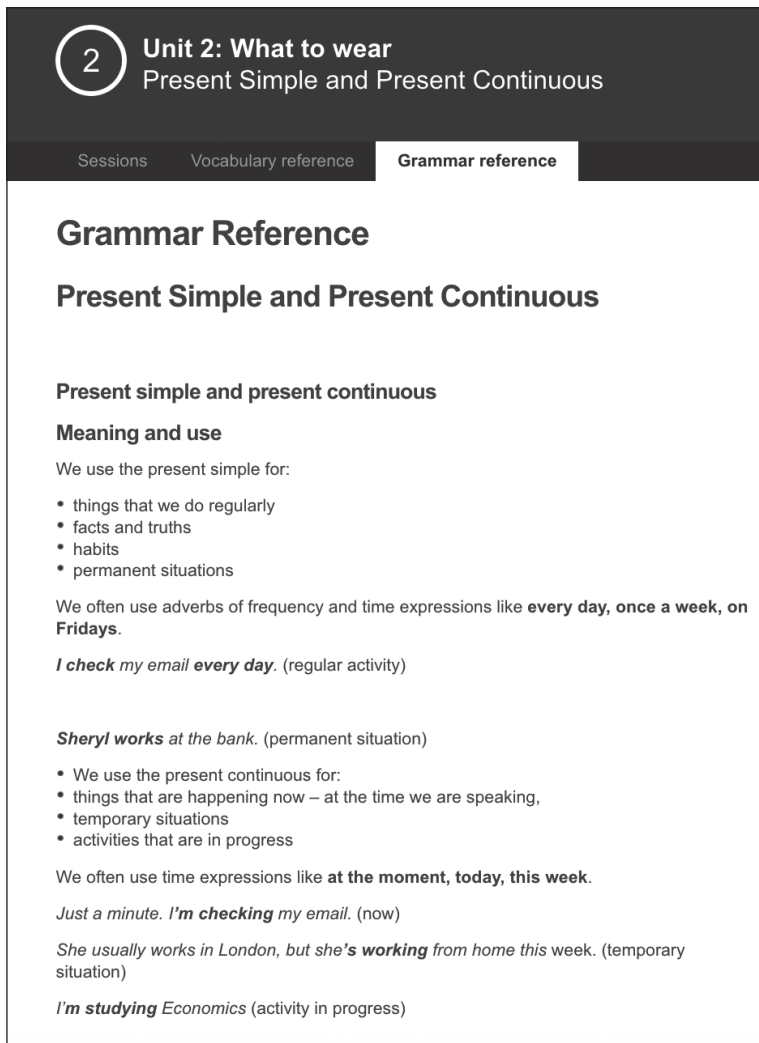 2
Unit 2: What to wear
Present Simple and Present Continuous
Sessions Vocabulary reference Grammar reference
Grammar Reference
Present Simple and Present Continuous
Present simple and present continuous
Meaning and use
We use the present simple for:
• things that we do regularly
• facts and truths
• habits
• permanent situations
We often use adverbs of frequency and time expressions like every day, once a week, on
Fridays.
I check my email every day. (regular activity)
Sheryl works at the bank. (permanent situation)
• We use the present continuous for:
• things that are happening now – at the time we are speaking,
• temporary situations
• activities that are in progress
We often use time expressions like at the moment, today, this week.
Just a minute. I'm checking my email. (now)
She usually works in London, but she's working from home this week. (temporary
situation)
I'm studying Economics (activity in progress)